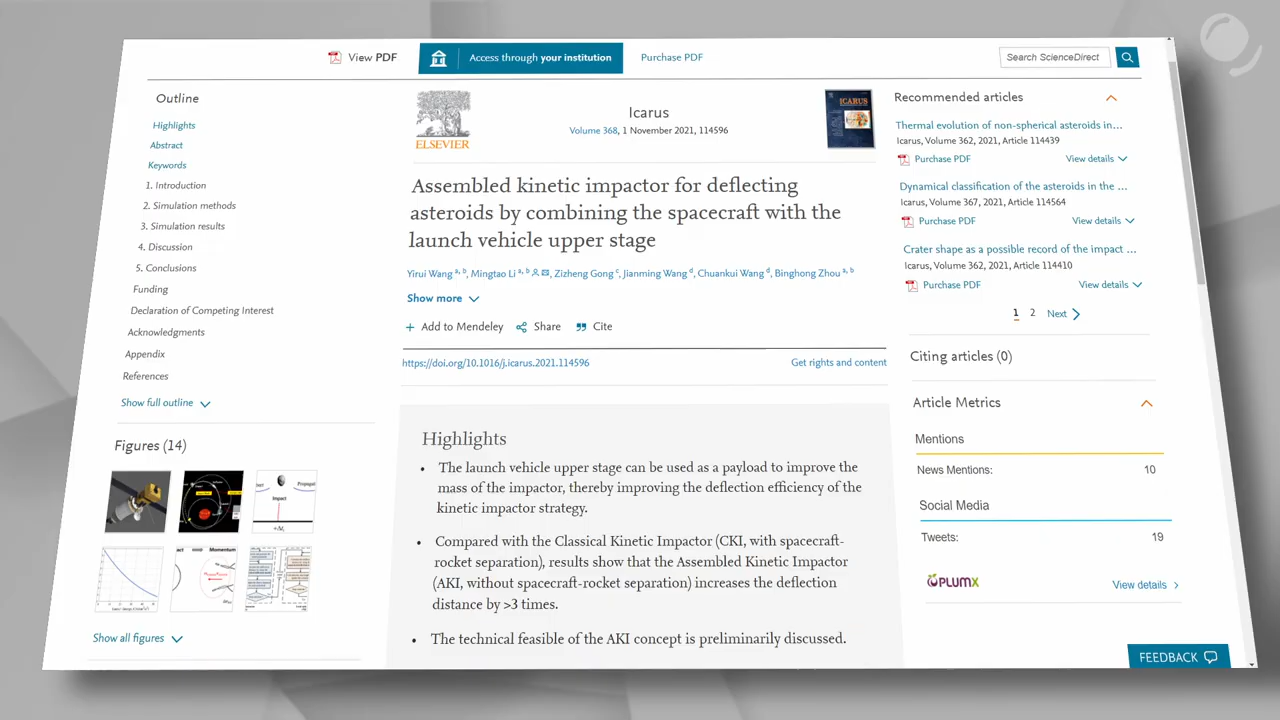 View PDF
Access through your institution
Purchase PDF
Search ScienceDirect
Outline
Highlights
Abstract
Keywords
1. Introduction
2. Simulation methods
3. Simulation results
4. Discussion
5. Conclusions
Funding
Declaration of Competing Interest
Acknowledgments
Appendix
References
Show full outline
Figures (14)
Impact
Momentum
Show all figures
ELSEVIER
Icarus
Volume 368, 1 November 2021, 114596
ICARUS
Assembled kinetic impactor for deflecting
asteroids by combining the spacecraft with the
launch vehicle upper stage
Yirui Wang a, b, Mingtao Li a, b, Zizheng Gong c, Jianming Wang d, Chuankui Wang d, Binghong Zhou a, b
Show more
Add to Mendeley
Share
Cite
https://doi.org/10.1016/j.icarus.2021.114596
Get rights and content
Highlights
• The launch vehicle upper stage can be used as a payload to improve the
mass of the impactor, thereby improving the deflection efficiency of the
kinetic impactor strategy.
• Compared with the Classical Kinetic Impactor (CKI, with spacecraft-
rocket separation), results show that the Assembled Kinetic Impactor
(AKI, without spacecraft-rocket separation) increases the deflection
distance by >3 times.
• The technical feasible of the AKI concept is preliminarily discussed.
Recommended articles
Thermal evolution of non-spherical asteroids in...
Icarus, Volume 362, 2021, Article 114439
Purchase PDF View details
Dynamical classification of the asteroids in the ...
Icarus, Volume 367, 2021, Article 114564
Purchase PDF View details
Crater shape as a possible record of the impact ...
Icarus, Volume 362, 2021, Article 114410
Purchase PDF View details
1 2 Next
Citing articles (0)
Article Metrics
Mentions
News Mentions: 10
Social Media
Tweets: 19
PLUMX
View details
FEEDBACK